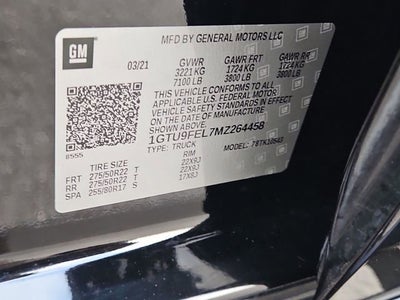 GM
MFD BY GENERAL MOTORS LLC
03/21 GVWR GAWR FRT GAWR RR
3221 KG 1724 KG 1724 KG
7100 LB 3800 LB 3800 LB
THIS VEHICLE CONFORMS TO ALL
APPLICABLE U.S. FEDERAL MOTOR
VEHICLE SAFETY STANDARDS IN EFFECT
ON THE DATE OF MANUFACTURE SHOWN ABOVE.
1GTU9FEL7MZ264458
8555 TYPE: TRUCK
TIRE SIZE RIM
FRT 275/50R22 T 22X9J
RR 275/50R22 T 22X9J
SP 255/80R17 S 17X8J